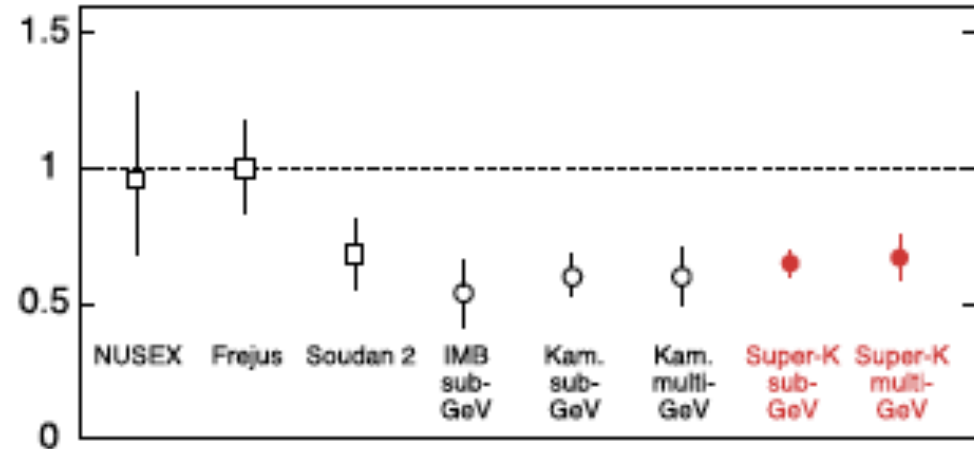 1.5
1
0.5
0
NUSEX
Frejus
Soudan 2
IMB
sub-
GeV
Kam.
sub-
GeV
Kam.
multi-
GeV
Super-K
sub-
GeV
Super-K
multi-
GeV